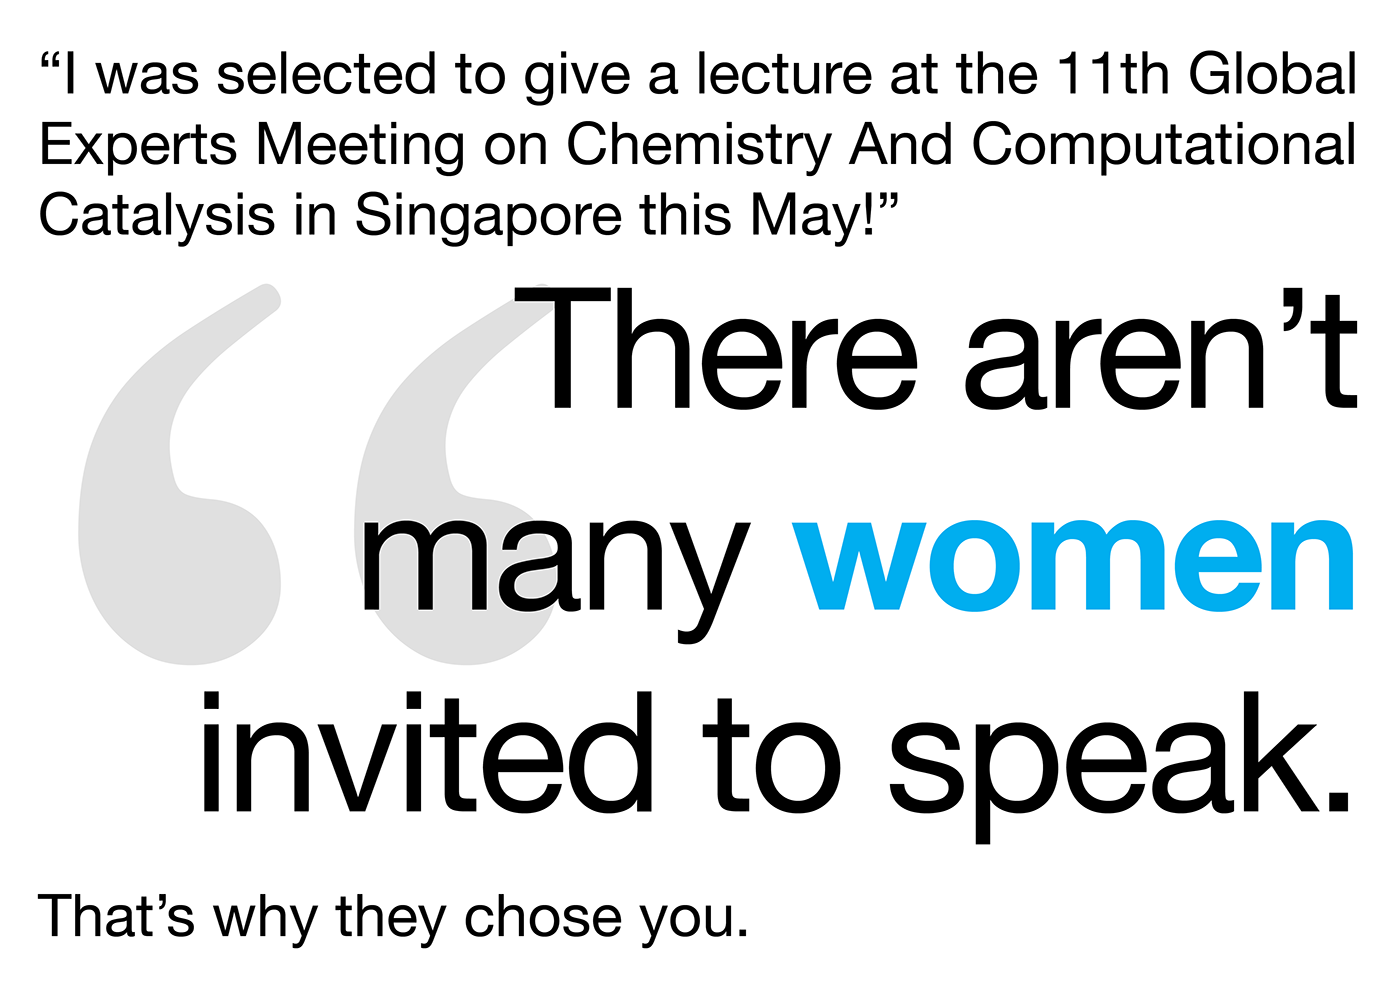 “I was selected to give a lecture at the 11th Global
Experts Meeting on Chemistry And Computational
Catalysis in Singapore this May!”
“There aren’t
many women
invited to speak.
That’s why they chose you.